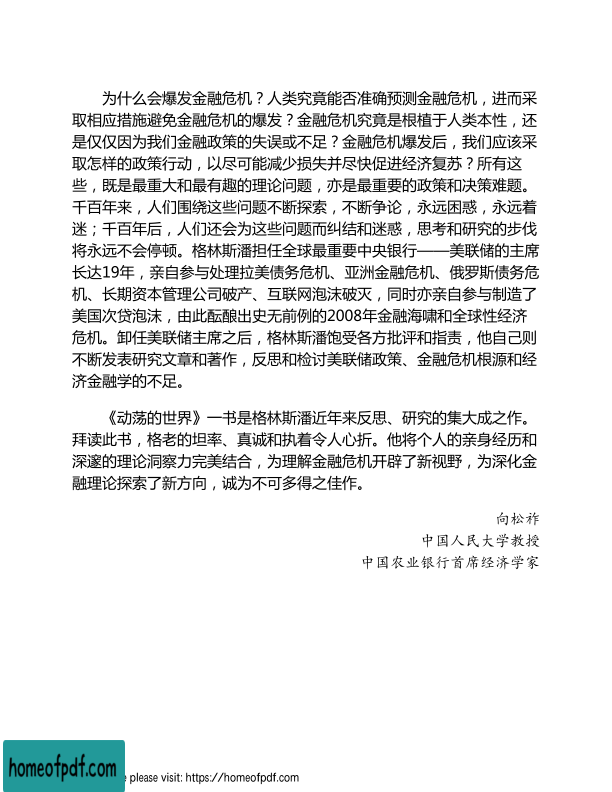 为什么会爆发金融危机？人类究竟能否准确预测金融危机，进而采
取相应措施避免金融危机的爆发？金融危机究竟是根植于人类本性，还
是仅仅因为我们金融政策的失误或不足？金融危机爆发后，我们应该采
取怎样的政策行动，以尽可能减少损失并尽快促进经济复苏？所有这
些，既是最重大和最有趣的理论问题，亦是最重要的政策和决策难题。
千百年来，人们围绕这些问题不断探索，不断争论，永远困惑，永远着
迷；千百年后，人们还会为这些问题而纠结和迷惑，思考和研究的步伐
将永远不会停顿。格林斯潘担任全球最重要中央银行——美联储的主席
长达19年，亲自参与处理拉美债务危机、亚洲金融危机、俄罗斯债务危
机、长期资本管理公司破产、互联网泡沫破灭，同时亦亲自参与制造了
美国次贷泡沫，由此酝酿出史无前例的2008年金融海啸和全球性经济
危机。卸任美联储主席之后，格林斯潘饱受各方批评和指责，他自己则
不断发表研究文章和著作，反思和检讨美联储政策、金融危机根源和经
济金融学的不足。
《动荡的世界》一书是格林斯潘近年来反思、研究的集大成之作。
拜读此书，格老的坦率、真诚和执着令人心折。他将个人的亲身经历和
深邃的理论洞察力完美结合，为理解金融危机开辟了新视野，为深化金
融理论探索了新方向，诚为不可多得之佳作。
向松祚
中国人民大学教授
中国农业银行首席经济学家
homeofpdf.com
e please visit: https://homeofpdf.com